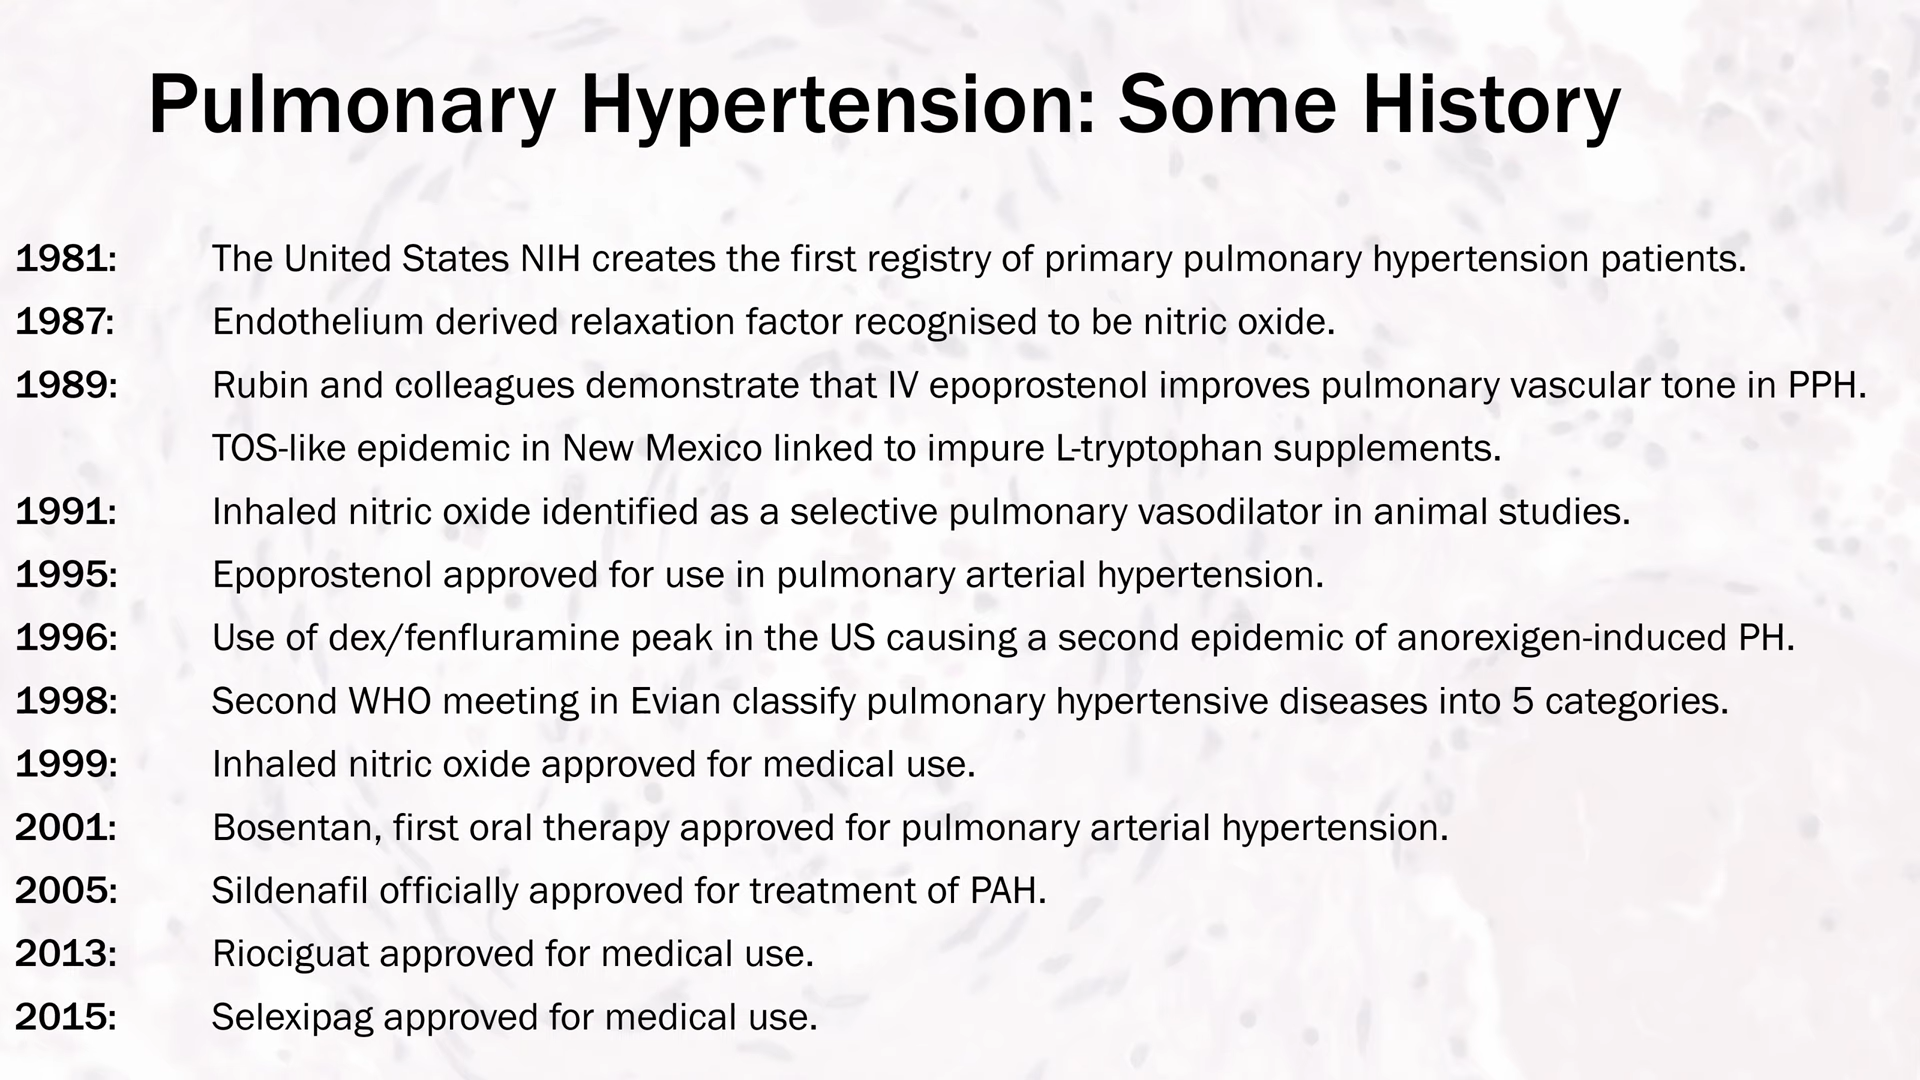 Pulmonary Hypertension: Some History
1981: The United States NIH creates the first registry of primary pulmonary hypertension patients.
1987: Endothelium derived relaxation factor recognised to be nitric oxide.
1989: Rubin and colleagues demonstrate that IV epoprostenol improves pulmonary vascular tone in PPH.
TOS-like epidemic in New Mexico linked to impure L-tryptophan supplements.
1991: Inhaled nitric oxide identified as a selective pulmonary vasodilator in animal studies.
1995: Epoprostenol approved for use in pulmonary arterial hypertension.
1996: Use of dex/fenfluramine peak in the US causing a second epidemic of anorexigen-induced PH.
1998: Second WHO meeting in Evian classify pulmonary hypertensive diseases into 5 categories.
1999: Inhaled nitric oxide approved for medical use.
2001: Bosentan, first oral therapy approved for pulmonary arterial hypertension.
2005: Sildenafil officially approved for treatment of PAH.
2013: Riociguat approved for medical use.
2015: Selexipag approved for medical use.